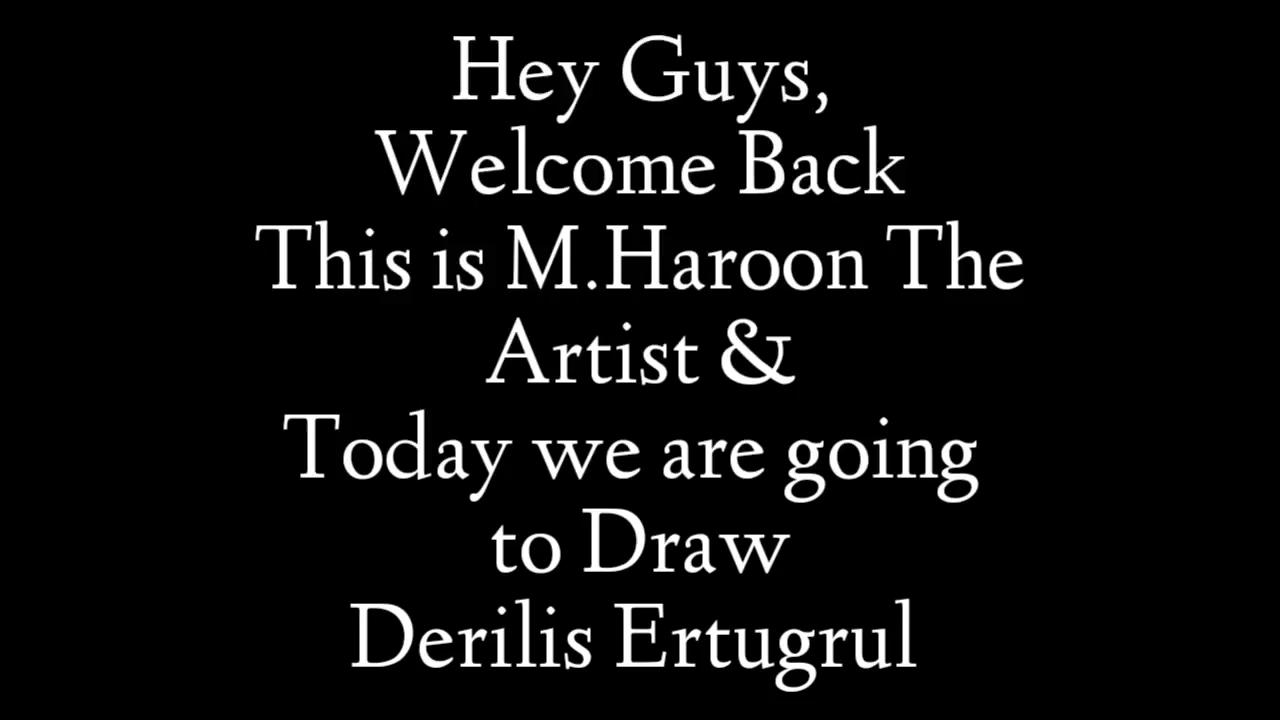 Hey Guys,
Welcome Back
This is M.Haroon The
Artist &
Today we are going
to Draw
Derilis Ertugrul